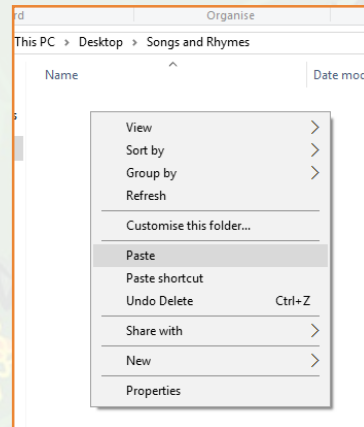 rd Organise
This PC > Desktop > Songs and Rhymes
Name Date mod
View
Sort by
Group by
Refresh
Customise this folder...
Paste
Paste shortcut
Undo Delete Ctrl+Z
Share with
New
Properties